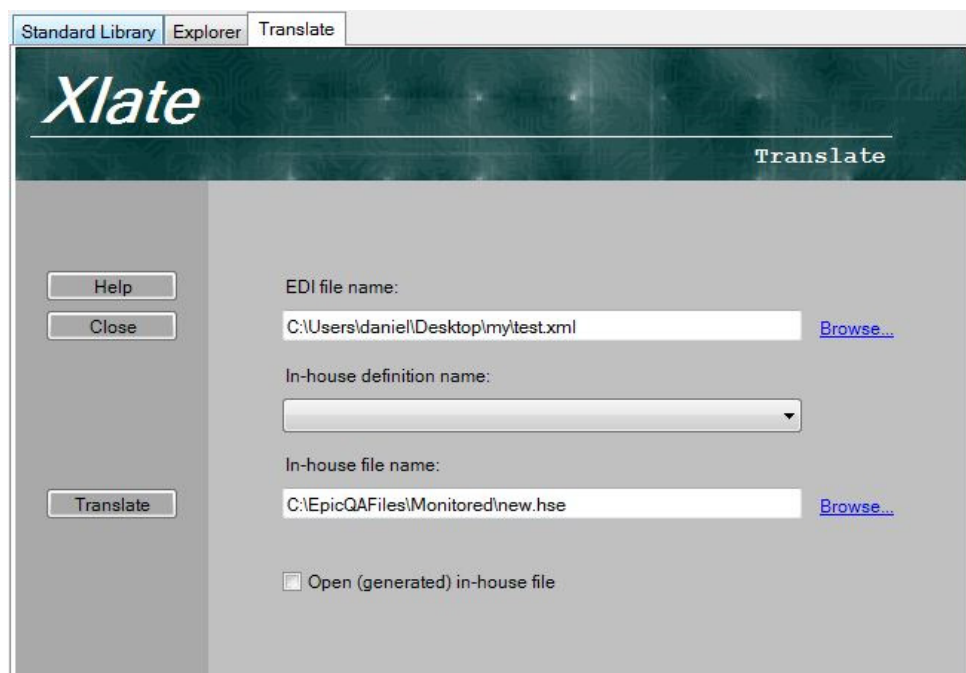 Standard Library Explorer Translate
Xlate
Translate
Help
Close
EDI file name:
C:\Users\daniel\Desktop\my\test.xml
Browse...
In-house definition name:
In-house file name:
Translate
C:\EpicQAFiles\Monitored\new.hse
Browse...
Open (generated) in-house file